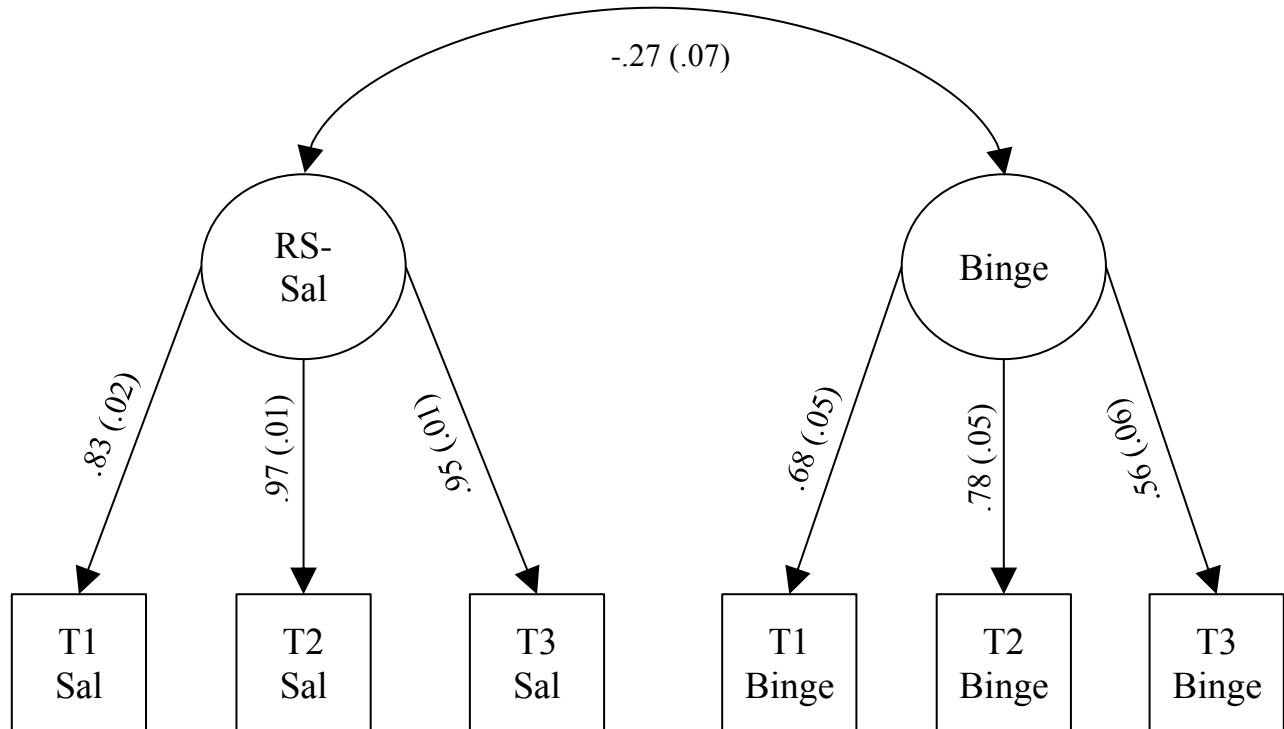 -.27 (.07)
RS-
Sal
Binge
.83 (.02)
.97 (.01)
.95 (.01)
.68 (.05)
.78 (.05)
.56 (.06)
T1
Sal
T2
Sal
T3
Sal
T1
Binge
T2
Binge
T3
Binge